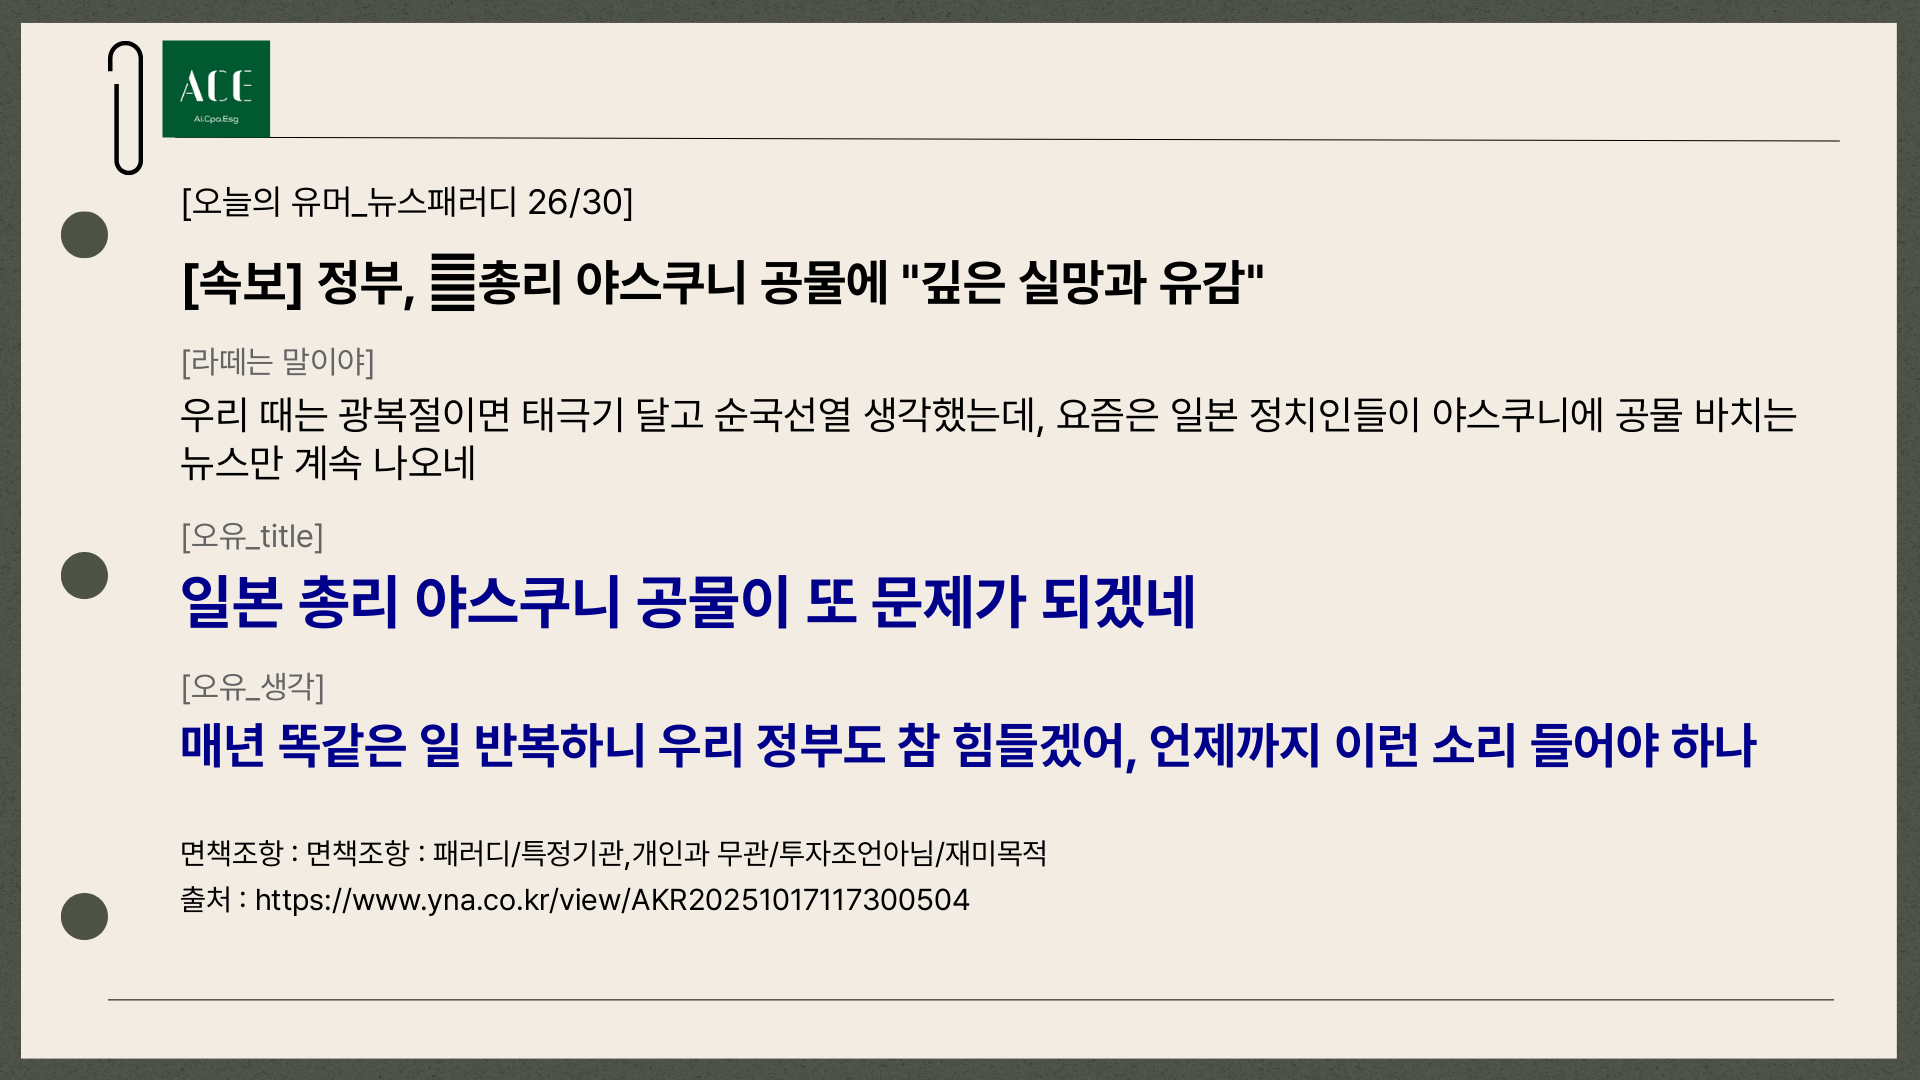 ACE
Ai.Cpa.Esg
[오늘의 유머_뉴스패러디 26/30]
[속보] 정부, 총리 야스쿠니 공물에 "깊은 실망과 유감"
[라떼는 말이야]
우리 때는 광복절이면 태극기 달고 순국선열 생각했는데, 요즘은 일본 정치인들이 야스쿠니에 공물 바치는
뉴스만 계속 나오네
[오유_title]
일본 총리 야스쿠니 공물이 또 문제가 되겠네
[오유_생각]
매년 똑같은 일 반복하니 우리 정부도 참 힘들겠어, 언제까지 이런 소리 들어야 하나
면책조항 : 면책조항 : 패러디/특정기관,개인과 무관/투자조언아님/재미목적
출처 : https://www.yna.co.kr/view/AKR20251017117300504